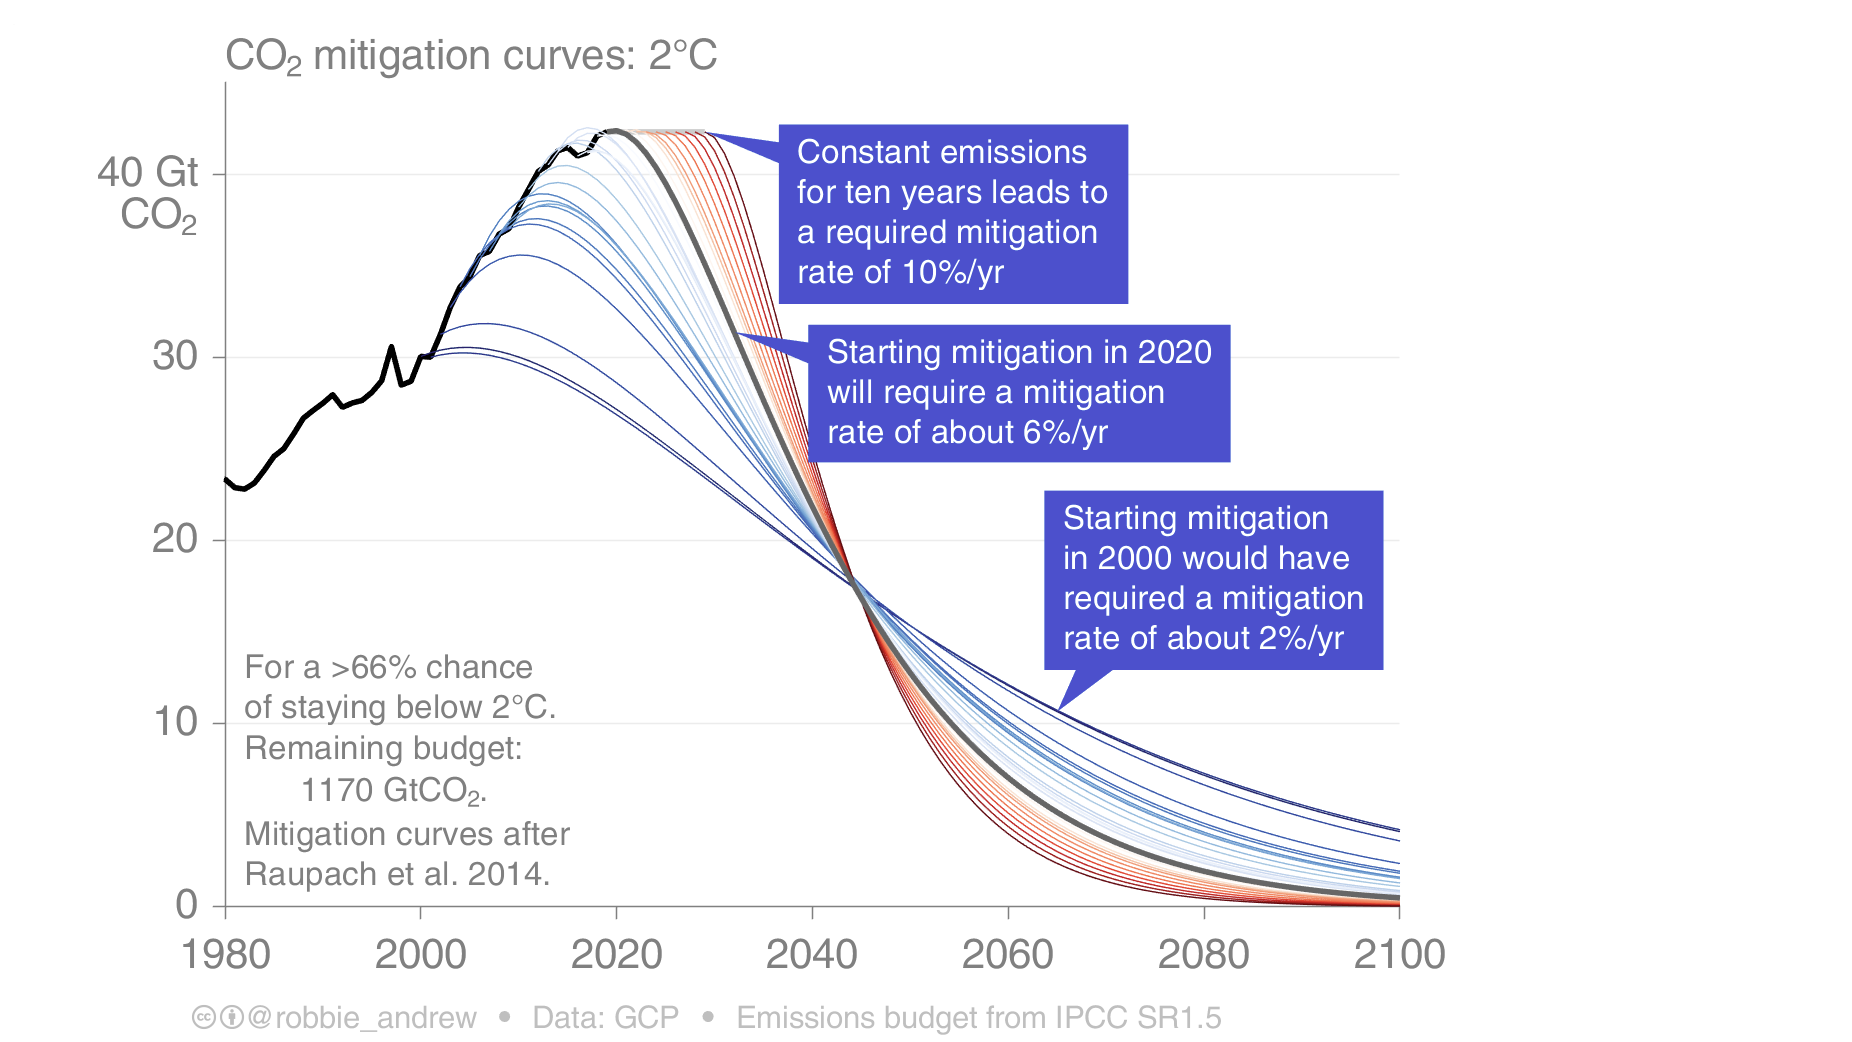 CO₂ mitigation curves: 2°C
40 Gt
CO₂
30
20
10
0
Constant emissions
for ten years leads to
a required mitigation
rate of 10%/yr
Starting mitigation in 2020
will require a mitigation
rate of about 6%/yr
Starting mitigation
in 2000 would have
required a mitigation
rate of about 2%/yr
For a >66% chance
of staying below 2°C.
Remaining budget:
1170 GtCO₂.
Mitigation curves after
Raupach et al. 2014.
1980 2000 2020 2040 2060 2080 2100
cc @robbie_andrew • Data: GCP • Emissions budget from IPCC SR1.5